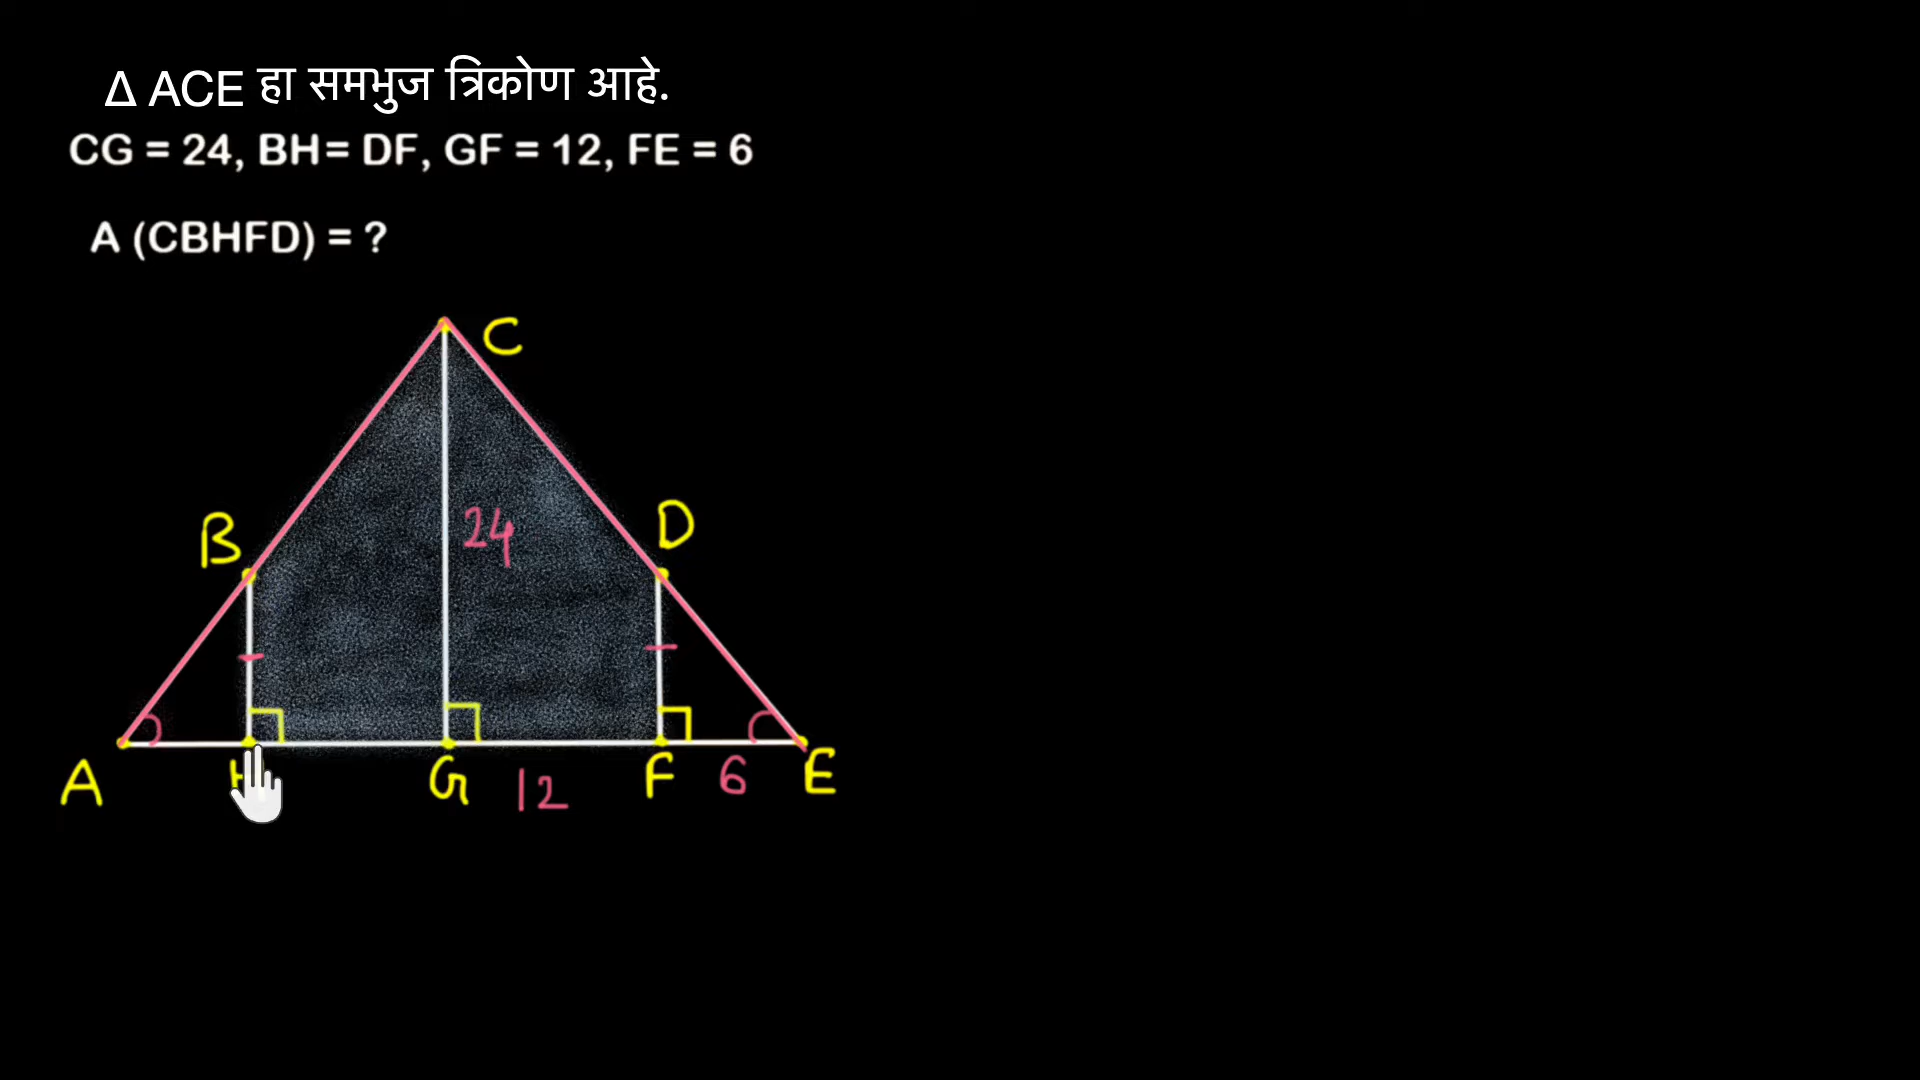 Δ ACE हा समभुज त्रिकोण आहे.
CG = 24, BH = DF, GF = 12, FE = 6
A (CBHFD) = ?
C
B
24
D
A
G
12
F
6
E